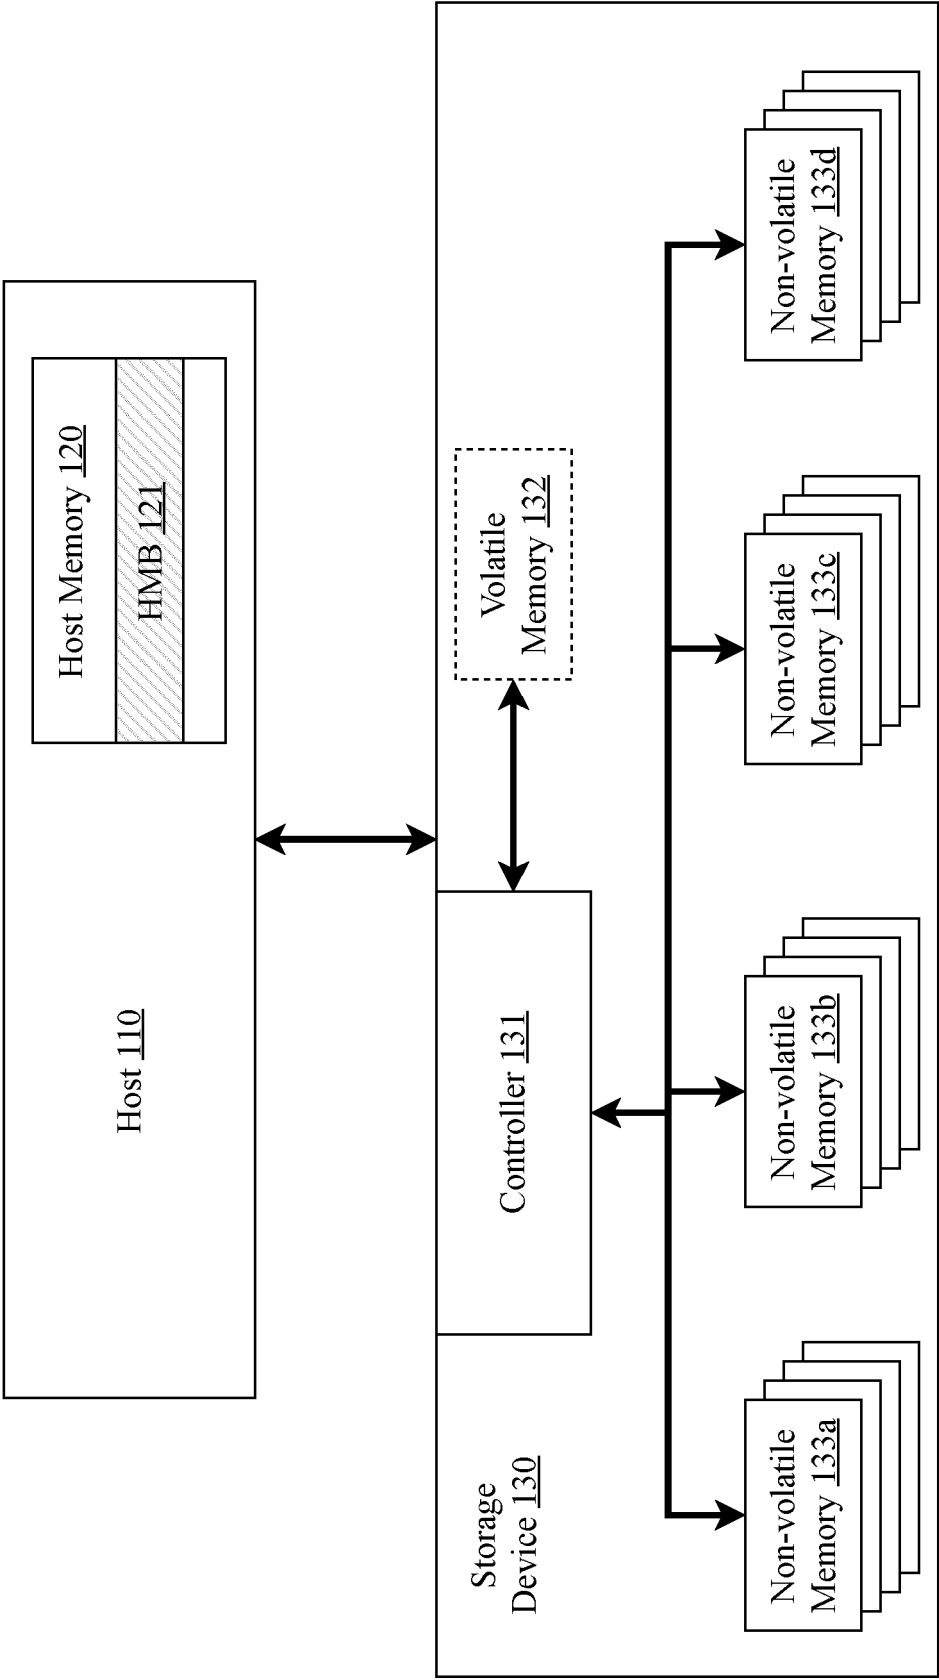 Host 110
Host Memory 120
HMB 121
Storage
Device 130
Controller 131
Volatile
Memory 132
Non-volatile
Memory 133a
Non-volatile
Memory 133b
Non-volatile
Memory 133c
Non-volatile
Memory 133d